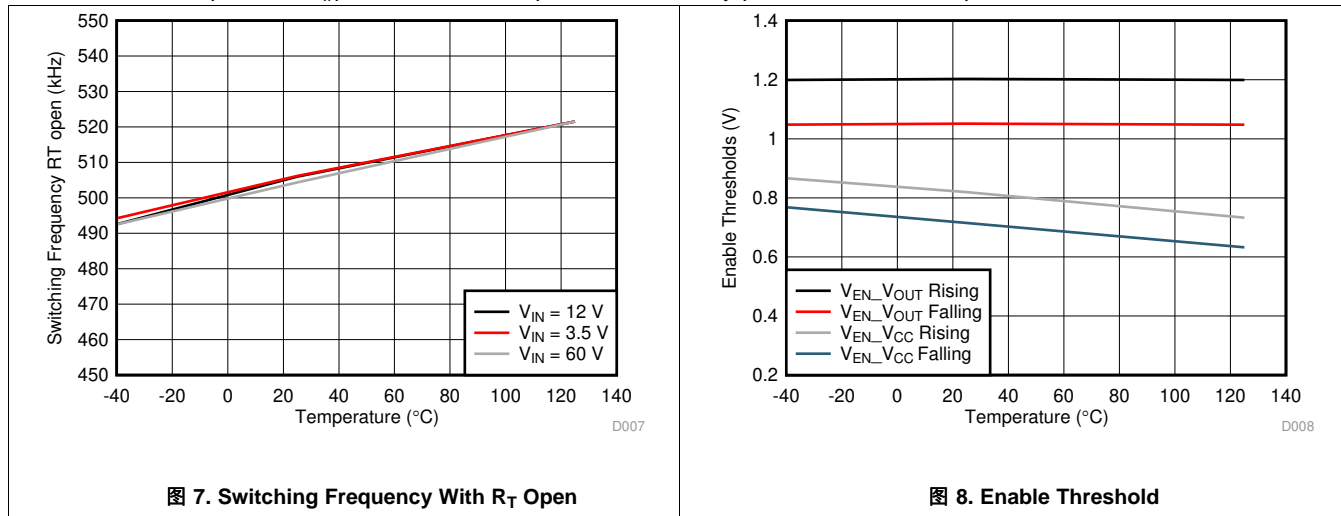 550
540
530
520
510
500
490
480
470
460
450
Switching Frequency RT open (kHz)
VIN = 12 V
VIN = 3.5 V
VIN = 60 V
-40 -20 0 20 40 60 80 100 120 140
Temperature (°C)
D007
图 7. Switching Frequency With RT Open
1.4
1.2
1
0.8
0.6
0.4
0.2
Enable Thresholds (V)
VEN_VOUT Rising
VEN_VOUT Falling
VEN_VCC Rising
VEN_VCC Falling
-40 -20 0 20 40 60 80 100 120 140
Temperature (°C)
D008
图 8. Enable Threshold